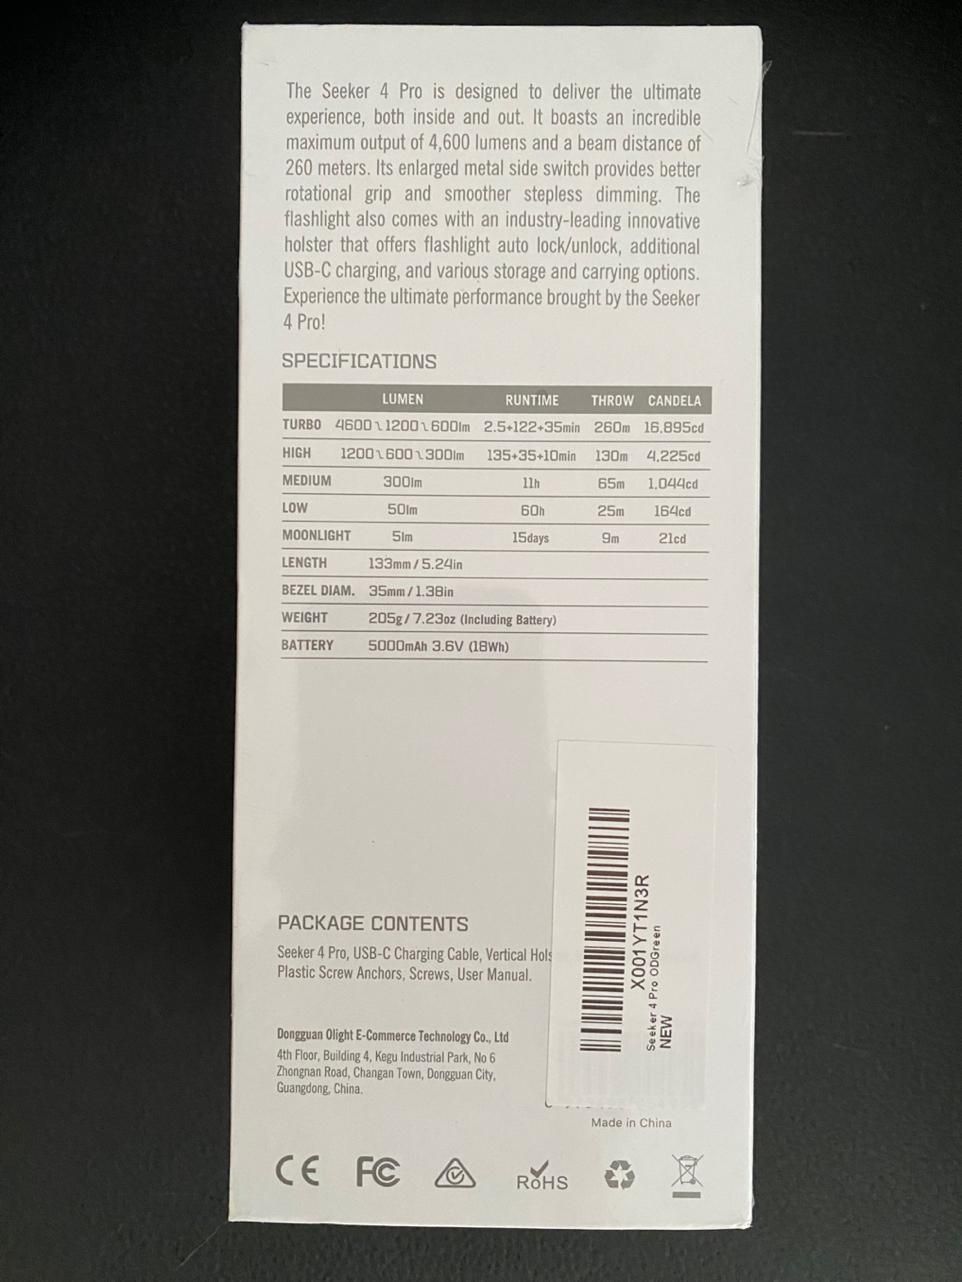 The Seeker 4 Pro is designed to deliver the ultimate
experience, both inside and out. It boasts an incredible
maximum output of 4,600 lumens and a beam distance of
260 meters. Its enlarged metal side switch provides better
rotational grip and smoother stepless dimming. The
flashlight also comes with an industry-leading innovative
holster that offers flashlight auto lock/unlock, additional
USB-C charging, and various storage and carrying options.
Experience the ultimate performance brought by the Seeker
4 Pro!
SPECIFICATIONS
LUMEN RUNTIME THROW CANDELA
TURBO 4600~1200~600lm 2.5+122+35min 260m 16,895cd
HIGH 1200~600~300lm 135+35+10min 130m 4,225cd
MEDIUM 300lm 11h 65m 1,044cd
LOW 50lm 60h 25m 164cd
MOONLIGHT 5lm 15days 9m 21cd
LENGTH 133mm / 5.24in
BEZEL DIAM. 35mm / 1.38in
WEIGHT 205g / 7.23oz (Including Battery)
BATTERY 5000mAh 3.6V (18Wh)
PACKAGE CONTENTS
Seeker 4 Pro, USB-C Charging Cable, Vertical Hols
Plastic Screw Anchors, Screws, User Manual.
Dongguan Olight E-Commerce Technology Co., Ltd
4th Floor, Building 4, Kegu Industrial Park, No 6
Zhongnan Road, Changan Town, Dongguan City,
Guangdong, China.
X001YT1N3R
Seeker 4 Pro ODGreen
NEW
Made in China
CE FC RoHS